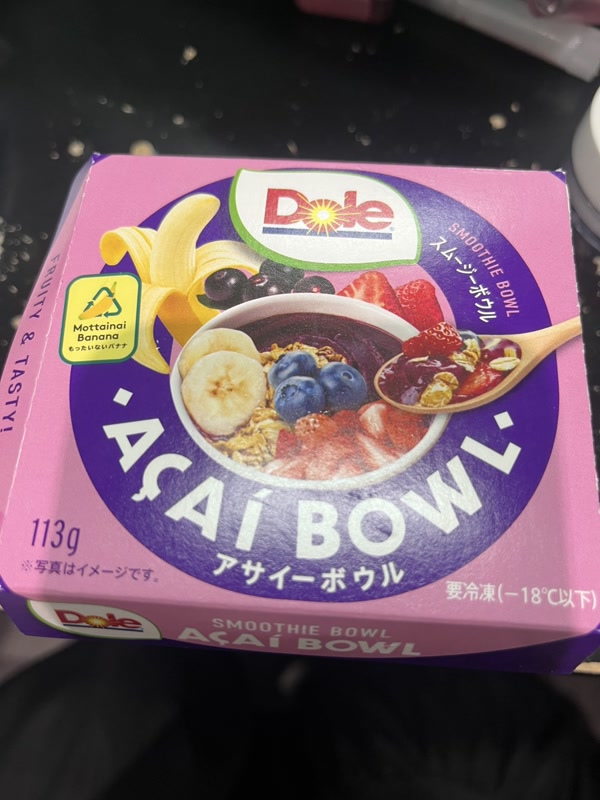 Dole
SMOOTHIE BOWL
スムージーボウル
Mottainai
Banana
もったいないバナナ
FRUITY & TASTY!
·AÇAÍ BOWL·
アサイーボウル
113g
※写真はイメージです。
要冷凍(-18℃以下)
Dole
SMOOTHIE BOWL
AÇAÍ BOWL